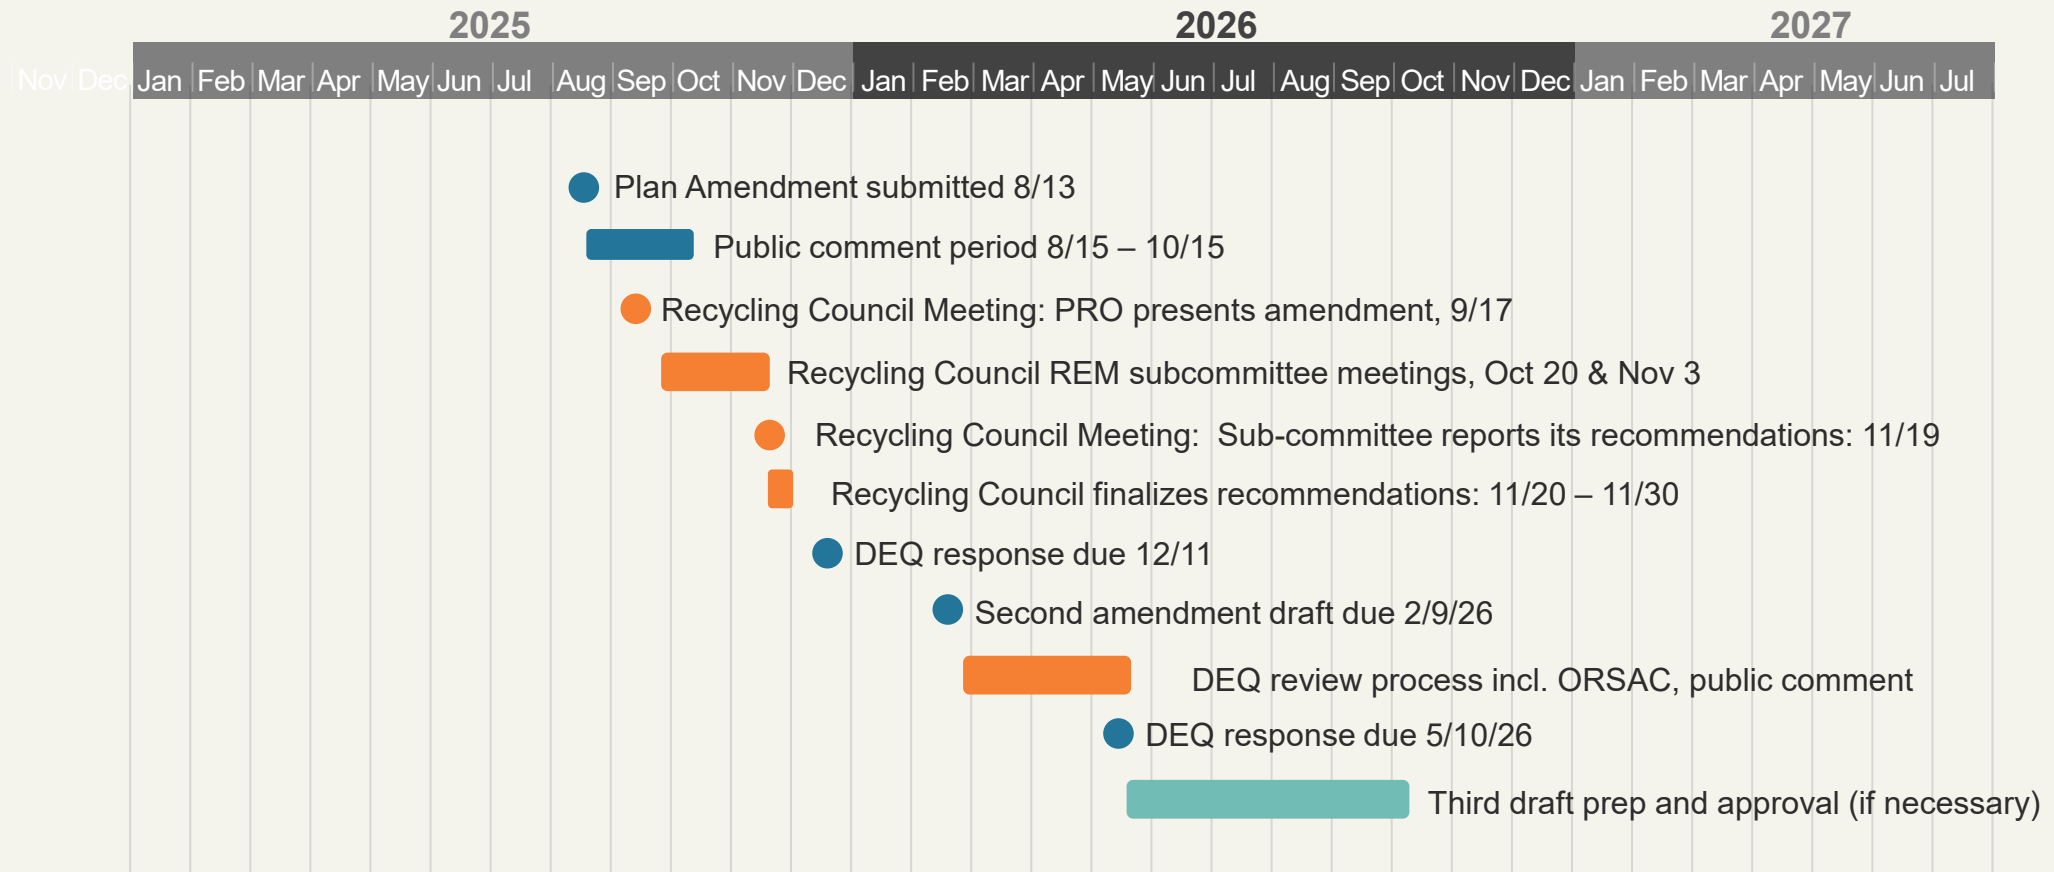 2025 2026 2027
Nov Dec Jan Feb Mar Apr May Jun Jul Aug Sep Oct Nov Dec Jan Feb Mar Apr May Jun Jul Aug Sep Oct Nov Dec Jan Feb Mar Apr May Jun Jul
Plan Amendment submitted 8/13
Public comment period 8/15 – 10/15
Recycling Council Meeting: PRO presents amendment, 9/17
Recycling Council REM subcommittee meetings, Oct 20 & Nov 3
Recycling Council Meeting:  Sub-committee reports its recommendations: 11/19
Recycling Council finalizes recommendations: 11/20 – 11/30
DEQ response due 12/11
Second amendment draft due 2/9/26
DEQ review process incl. ORSAC, public comment
DEQ response due 5/10/26
Third draft prep and approval (if necessary)